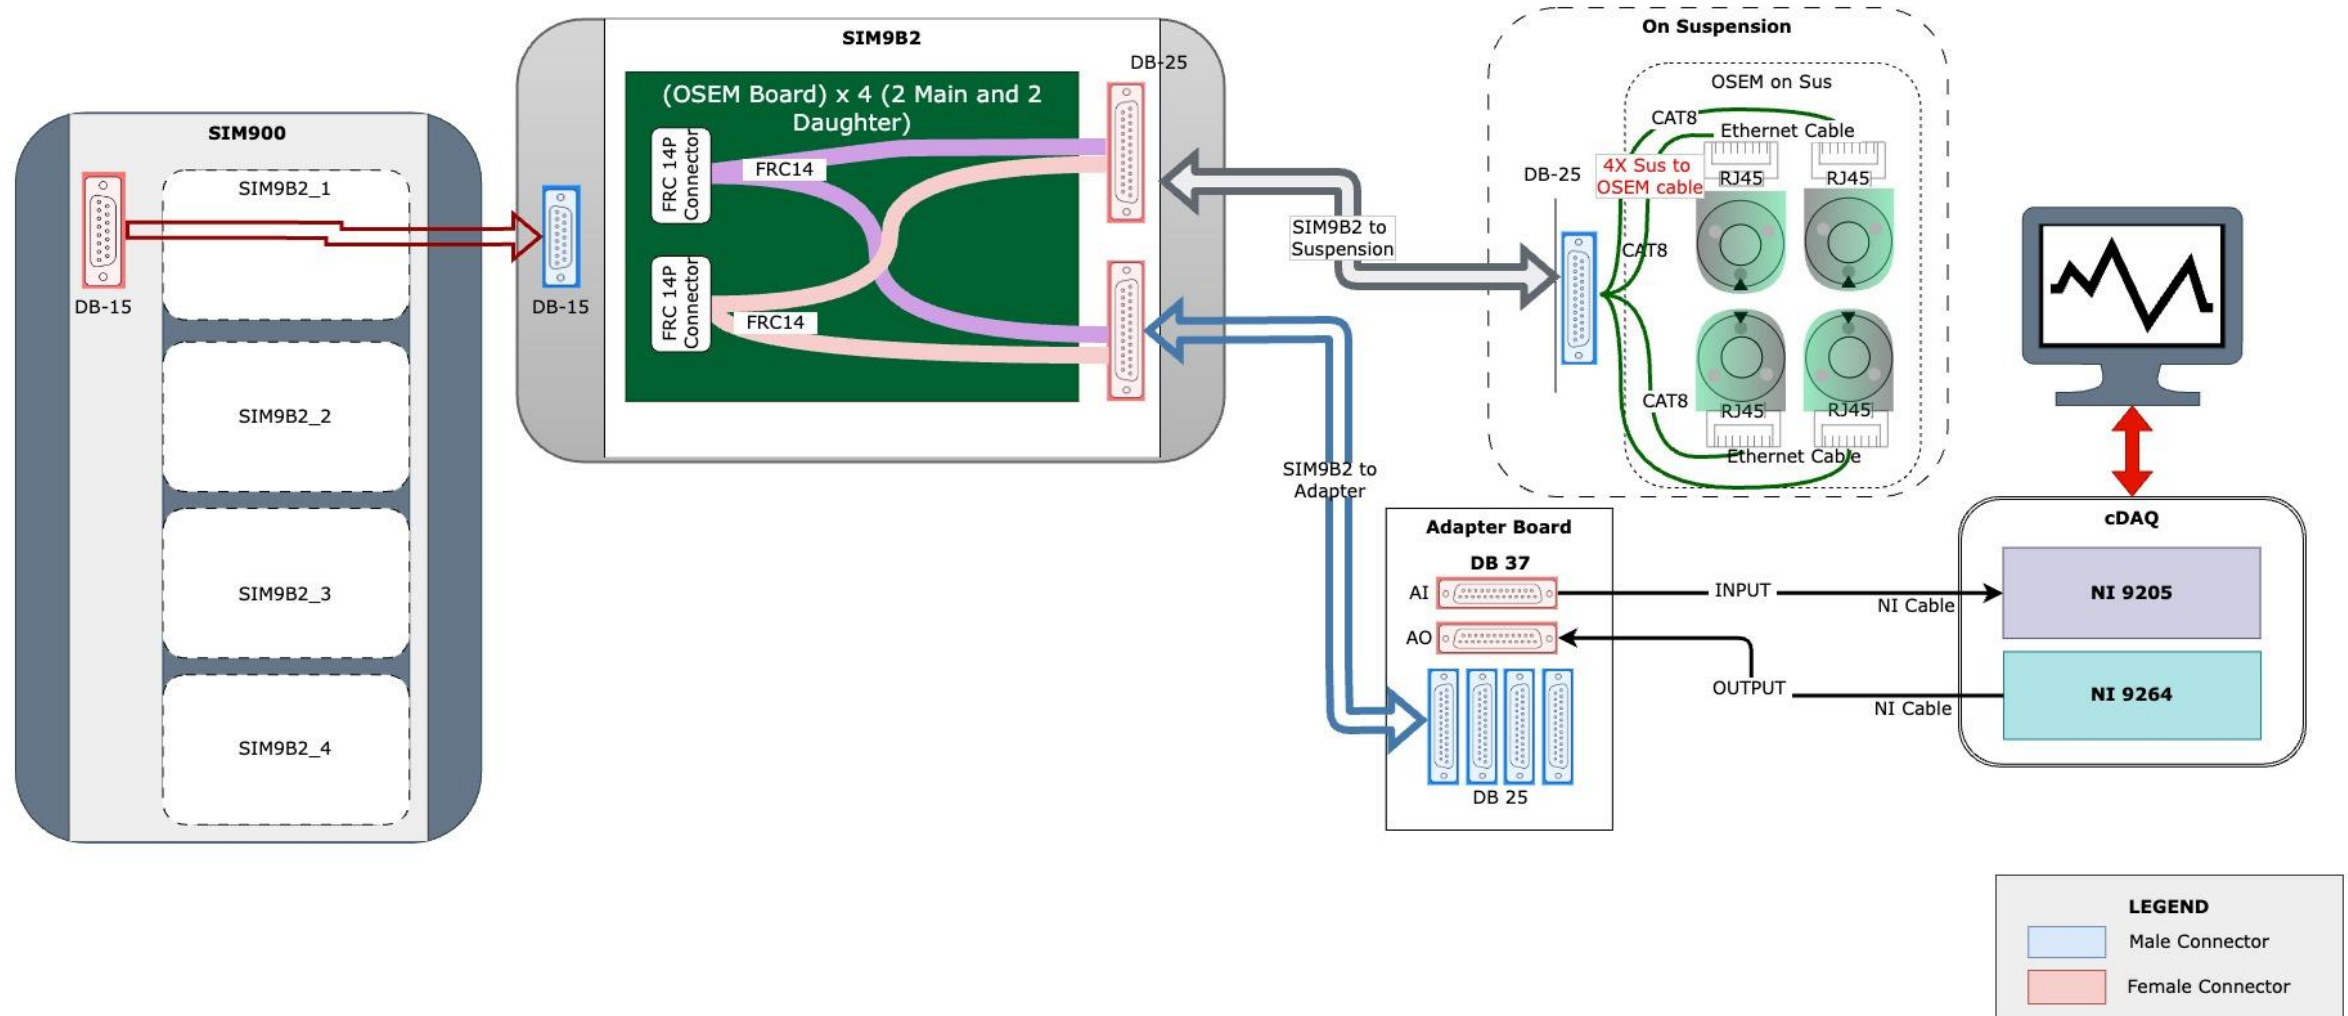 SIM900
DB-15
SIM9B2_1
SIM9B2_2
SIM9B2_3
SIM9B2_4
SIM9B2
DB-25
(OSEM Board) x 4 (2 Main and 2
Daughter)
FRC 14P
Connector
FRC14
FRC 14P
Connector
FRC14
DB-15
SIM9B2 to
Suspension
SIM9B2 to
Adapter
On Suspension
OSEM on Sus
CAT8
Ethernet Cable
4X Sus to
OSEM cable
DB-25
RJ45
RJ45
CAT8
CAT8
RJ45
RJ45
Ethernet Cable
Adapter Board
DB 37
AI
AO
DB 25
INPUT
NI Cable
OUTPUT
NI Cable
cDAQ
NI 9205
NI 9264
LEGEND
Male Connector
Female Connector